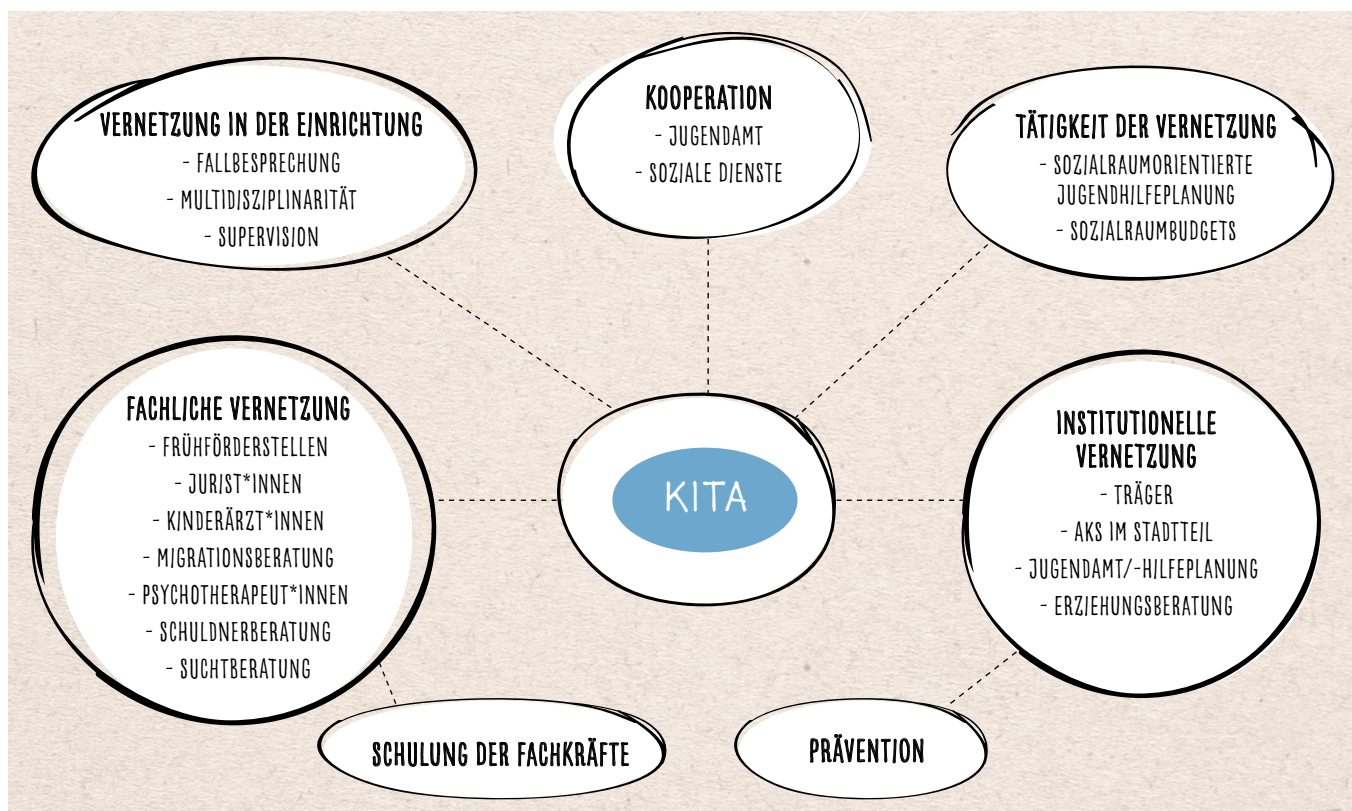 VERNETZUNG IN DER EINRICHTUNG
- FALLBESPRECHUNG
- MULTIDISZIPLINARITÄT
- SUPERVISION
KOOPERATION
- JUGENDAMT
- SOZIALE DIENSTE
TÄTIGKEIT DER VERNETZUNG
- SOZIALRAUMORIENTIERTE
JUGENDHILFEPLANUNG
- SOZIALRAUMBUDGETS
FACHLICHE VERNETZUNG
- FRÜHFÖRDERSTELLEN
- JURIST*INNEN
- KINDERÄRZT*INNEN
- MIGRATIONSBERATUNG
- PSYCHOTHERAPEUT*INNEN
- SCHULDNERBERATUNG
- SUCHTBERATUNG
KITA
INSTITUTIONELLE
VERNETZUNG
- TRÄGER
- AKS IM STADTTEIL
- JUGENDAMT/-HILFEPLANUNG
- ERZIEHUNGSBERATUNG
SCHULUNG DER FACHKRÄFTE
PRÄVENTION